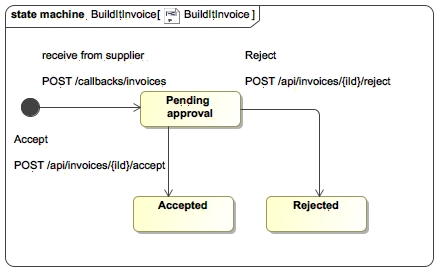 state machine BuildItInvoice[ BuildItInvoice ]
receive from supplier
POST /callbacks/invoices
Reject
POST /api/invoices/{iId}/reject
Pending
approval
Accept
POST /api/invoices/{iId}/accept
Accepted
Rejected